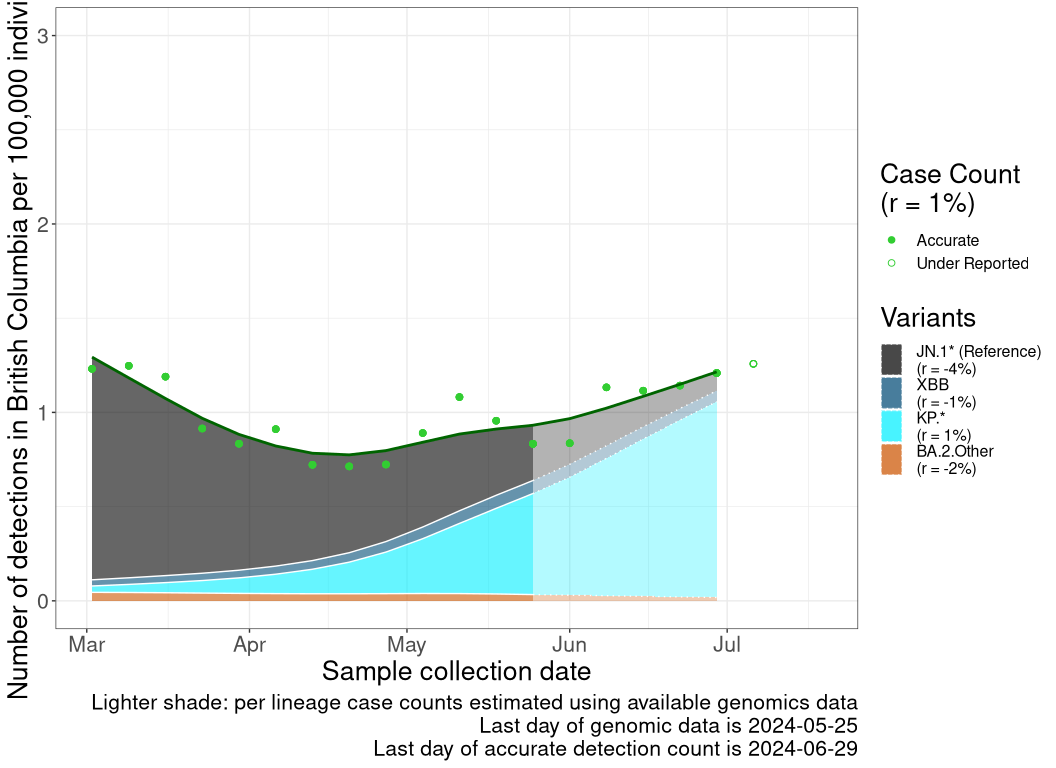 Number of detections in British Columbia per 100,000
3
2
1
0
Mar Apr May Jun Jul
Sample collection date
Lighter shade: per lineage case counts estimated using available genomics data
Last day of genomic data is 2024-05-25
Last day of accurate detection count is 2024-06-29
Case Count
(r = 1%)
Accurate
Under Reported
Variants
JN.1* (Reference)
(r = -4%)
XBB
(r = -1%)
KP.*
(r = 1%)
BA.2.Other
(r = -2%)